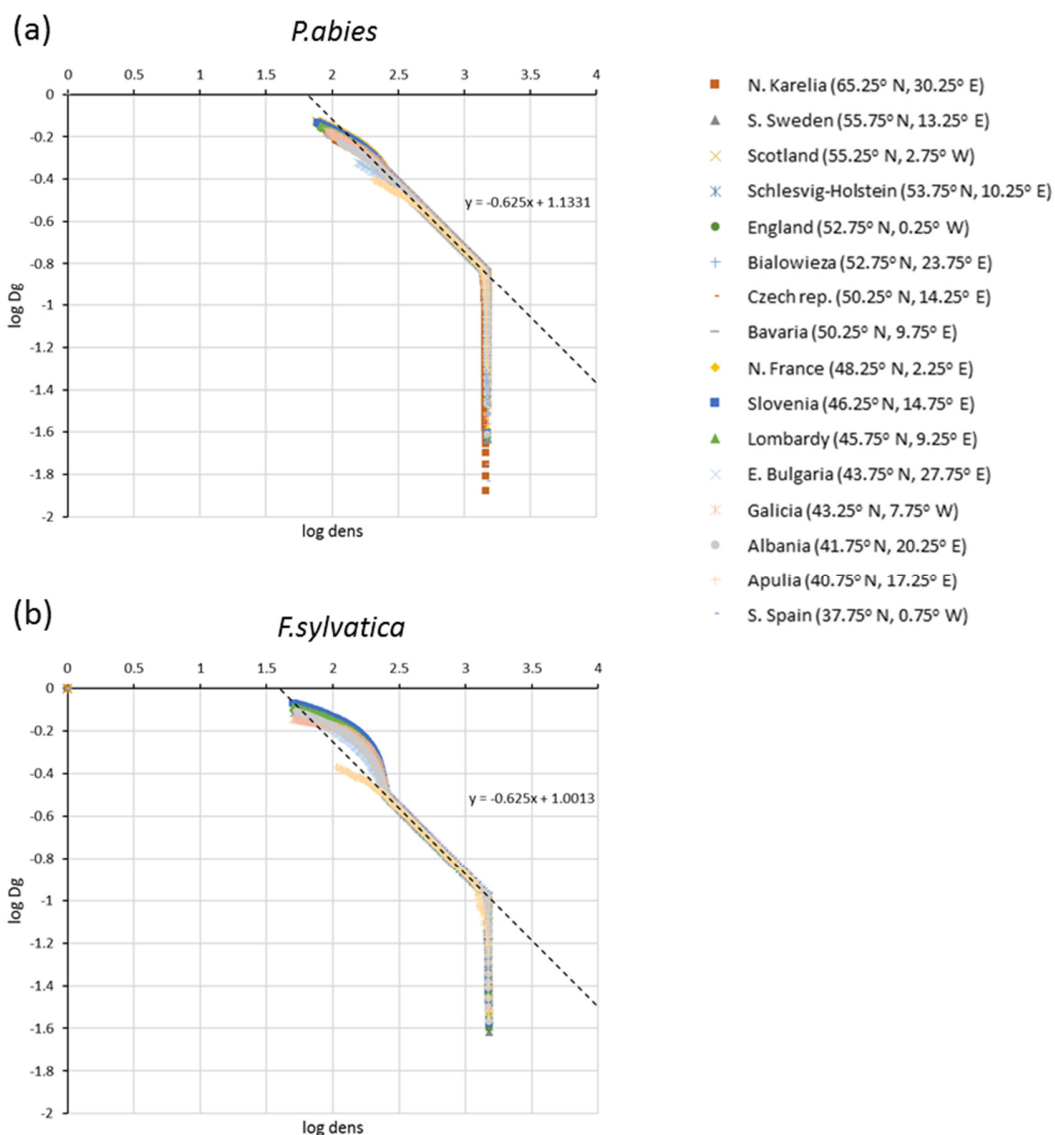 (a)
P.abies
0 0.5 1 1.5 2 2.5 3 3.5 4
0
-0.2
-0.4
-0.6
-0.8
-1
-1.2
-1.4
-1.6
-1.8
-2
log Dg
y = -0.625x + 1.1331
log dens
N. Karelia (65.25° N, 30.25° E)
S. Sweden (55.75° N, 13.25° E)
Scotland (55.25° N, 2.75° W)
Schlesvig-Holstein (53.75° N, 10.25° E)
England (52.75° N, 0.25° W)
Bialowieza (52.75° N, 23.75° E)
Czech rep. (50.25° N, 14.25° E)
Bavaria (50.25° N, 9.75° E)
N. France (48.25° N, 2.25° E)
Slovenia (46.25° N, 14.75° E)
Lombardy (45.75° N, 9.25° E)
E. Bulgaria (43.75° N, 27.75° E)
Galicia (43.25° N, 7.75° W)
Albania (41.75° N, 20.25° E)
Apulia (40.75° N, 17.25° E)
S. Spain (37.75° N, 0.75° W)
(b)
F.sylvatica
0 0.5 1 1.5 2 2.5 3 3.5 4
0
-0.2
-0.4
-0.6
-0.8
-1
-1.2
-1.4
-1.6
-1.8
-2
log Dg
y = -0.625x + 1.0013
log dens